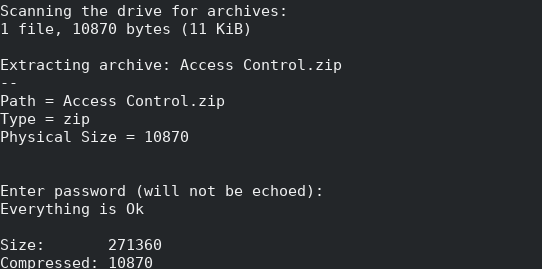 Scanning the drive for archives:
1 file, 10870 bytes (11 KiB)
Extracting archive: Access Control.zip
--
Path = Access Control.zip
Type = zip
Physical Size = 10870
Enter password (will not be echoed):
Everything is Ok
Size:       271360
Compressed: 10870